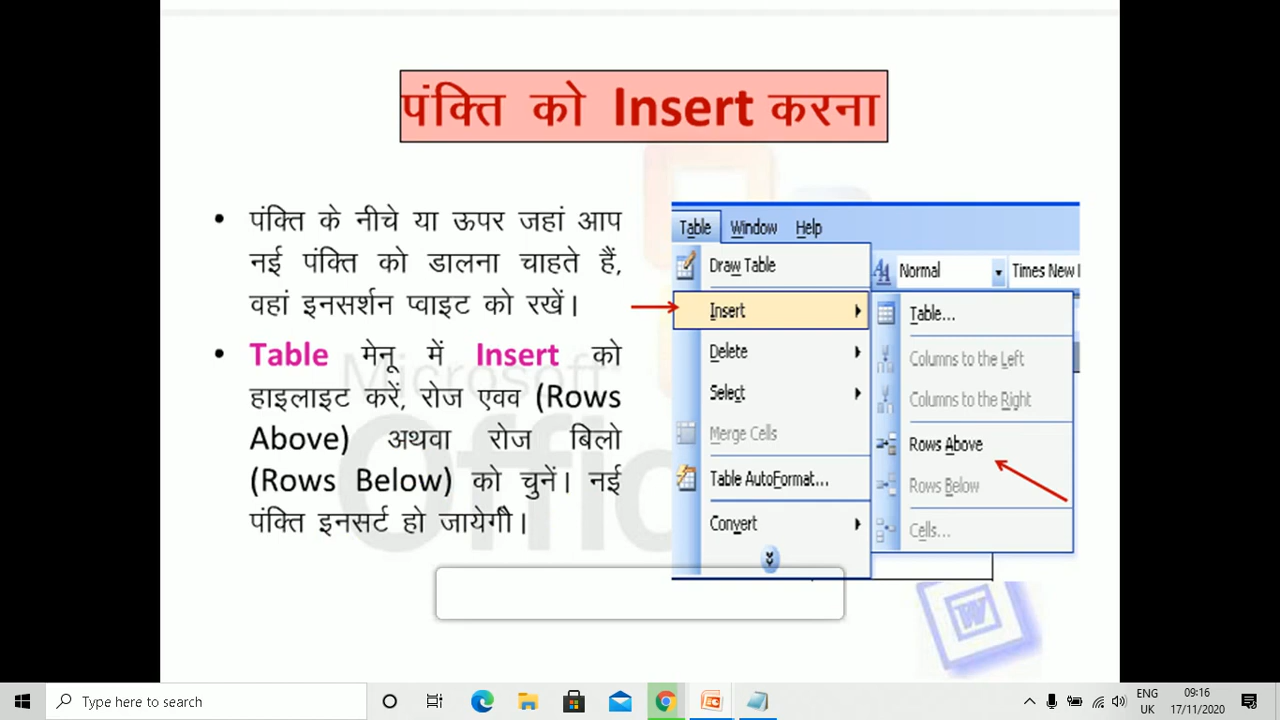 पंक्ति को Insert करना
• पंक्ति के नीचे या ऊपर जहां आप
नई पंक्ति को डालना चाहते हैं,
वहां इनसर्शन प्वाइट को रखें।
• Table मेनू में Insert को
हाइलाइट करें, रोज एवव (Rows
Above) अथवा रोज बिलो
(Rows Below) को चुनें। नई
पंक्ति इनसर्ट हो जायेगी।
Microsoft
Office
Table Window Help
Draw Table
Insert
Delete
Select
Merge Cells
Table AutoFormat...
Convert
Normal Times New
Table...
Columns to the Left
Columns to the Right
Rows Above
Rows Below
Cells...
W
Type here to search
ENG
UK
09:16
17/11/2020